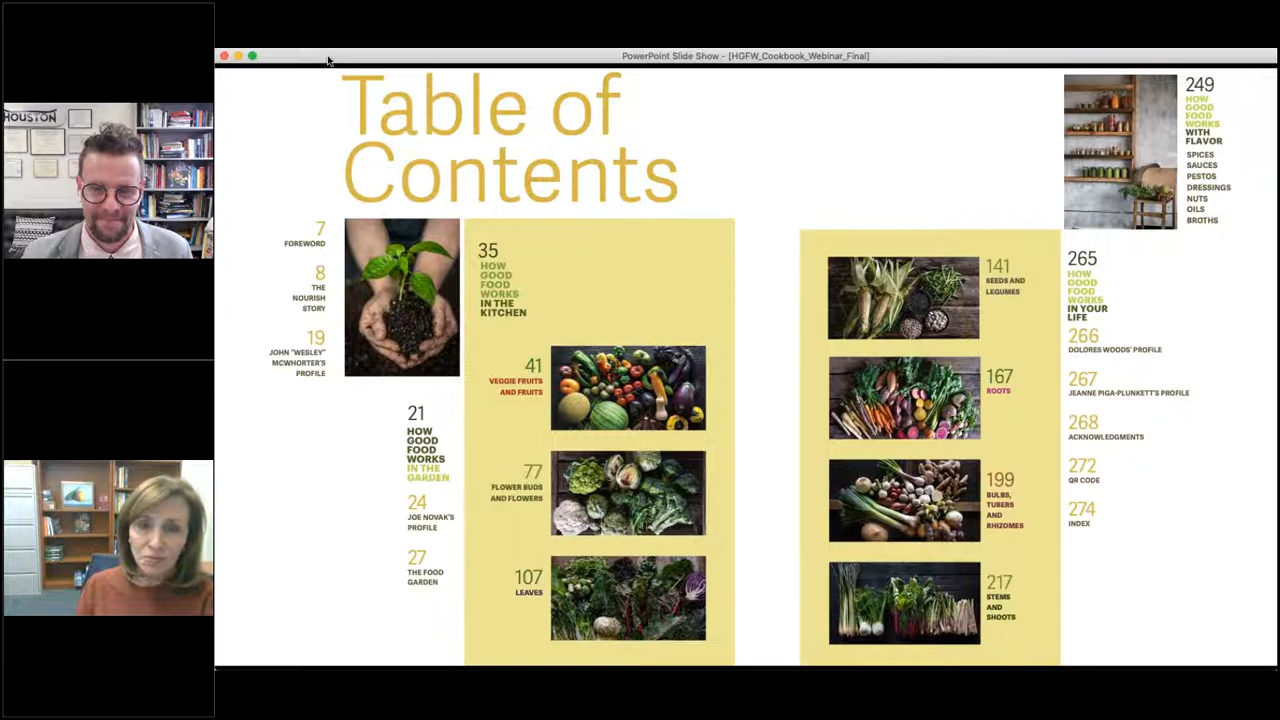 PowerPoint Slide Show - [HGFW_Cookbook_Webinar_Final]
HOUSTON
Table of
Contents
7
FOREWORD
8
THE
NOURISH
STORY
19
JOHN "WESLEY"
MCWHORTER'S
PROFILE
21
HOW
GOOD
FOOD
WORKS
IN THE
GARDEN
24
JOE NOVAK'S
PROFILE
27
THE FOOD
GARDEN
35
HOW
GOOD
FOOD
WORKS
IN THE
KITCHEN
41
VEGGIE FRUITS
AND FRUITS
77
FLOWER BUDS
AND FLOWERS
107
LEAVES
141
SEEDS AND
LEGUMES
167
ROOTS
199
BULBS,
TUBERS
AND
RHIZOMES
217
STEMS
AND
SHOOTS
249
HOW
GOOD
FOOD
WORKS
WITH
FLAVOR
SPICES
SAUCES
PESTOS
DRESSINGS
NUTS
OILS
BROTHS
265
HOW
GOOD
FOOD
WORKS
IN YOUR
LIFE
266
DOLORES WOODS' PROFILE
267
JEANNE PIGA-PLUNKETT'S PROFILE
268
ACKNOWLEDGMENTS
272
QR CODE
274
INDEX